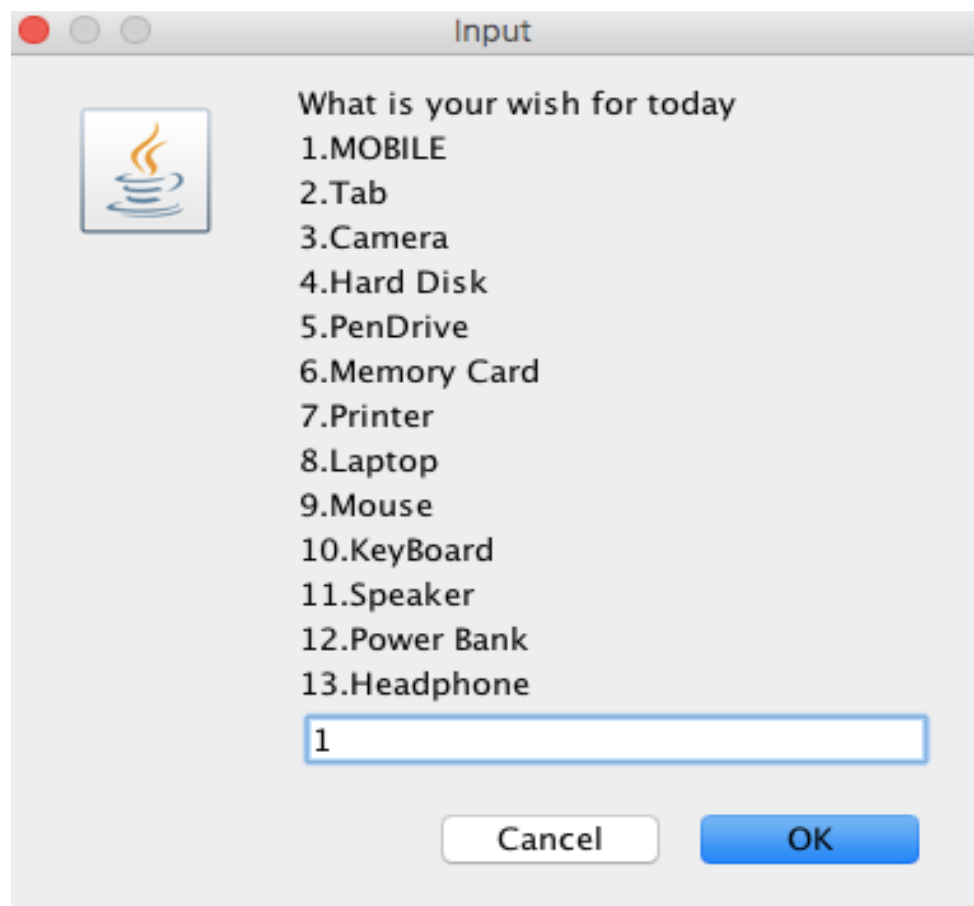 Input
What is your wish for today
1.MOBILE
2.Tab
3.Camera
4.Hard Disk
5.PenDrive
6.Memory Card
7.Printer
8.Laptop
9.Mouse
10.KeyBoard
11.Speaker
12.Power Bank
13.Headphone
1
Cancel OK